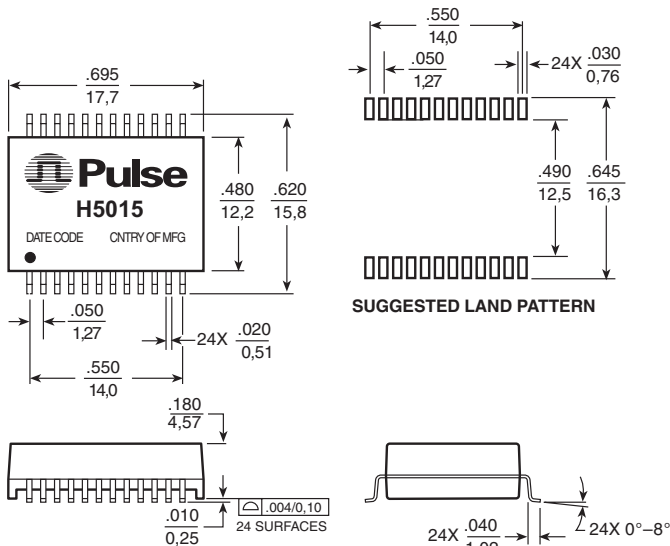 .695
17,7
Pulse
H5015
DATE CODE CNTRY OF MFG
.480
12,2
.620
15,8
.050
1,27
24X .020
0,51
.550
14,0
.550
14,0
.050
1,27
24X .030
0,76
.490
12,5
.645
16,3
SUGGESTED LAND PATTERN
.180
4,57
.010
0,25
.004/0,10
24 SURFACES
24X .040
24X 0°–8°